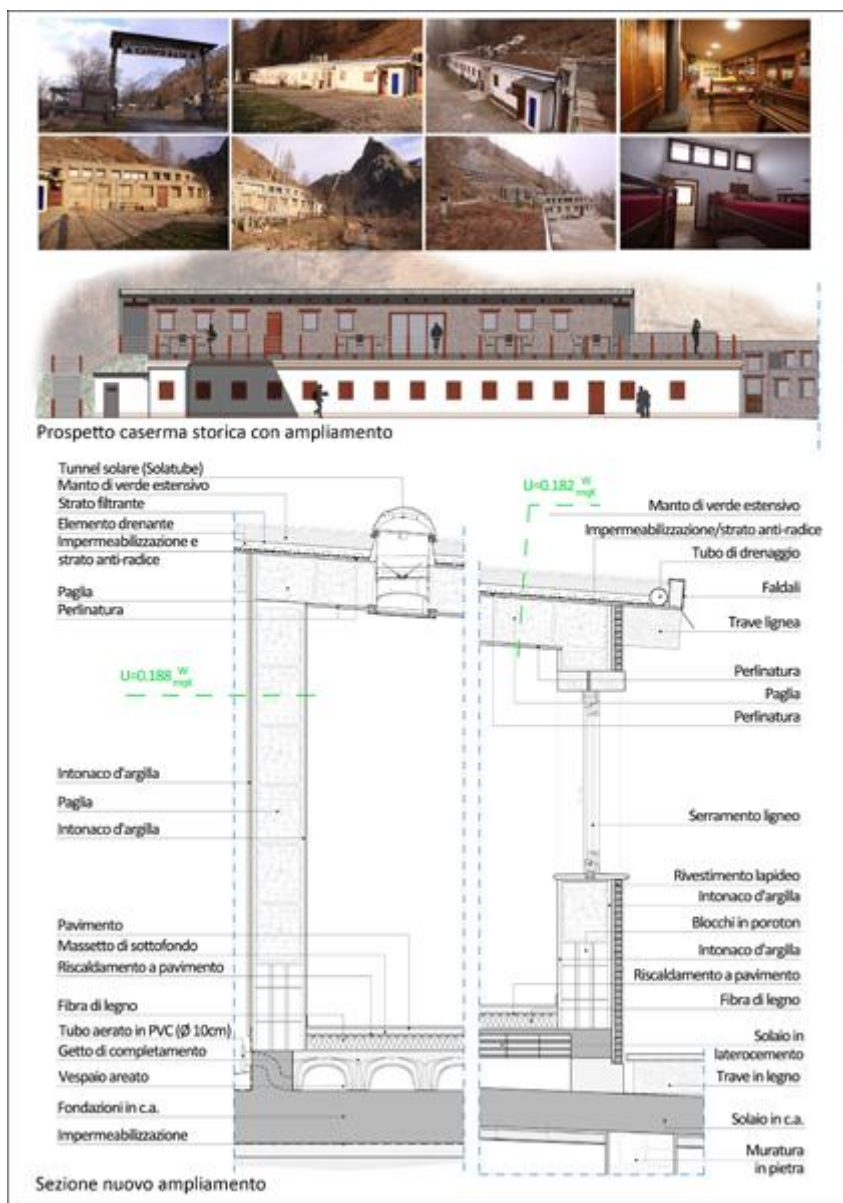 Prospetto caserma storica con ampliamento
Tunnel solare (Solatube)
Manto di verde estensivo
Strato filtrante
Elemento drenante
Impermeabilizzazione e
strato anti-radice
Paglia
Perlinatura
U=0.188 W/mqK
Intonaco d'argilla
Paglia
Intonaco d'argilla
Pavimento
Massetto di sottofondo
Riscaldamento a pavimento
Fibra di legno
Tubo aerato in PVC (Ø 10cm)
Getto di completamento
Vespaio areato
Fondazioni in c.a.
Impermeabilizzazione
U=0.182 W/mqK
Manto di verde estensivo
Impermeabilizzazione/strato anti-radice
Tubo di drenaggio
Faldali
Trave lignea
Perlinatura
Paglia
Perlinatura
Serramento ligneo
Rivestimento lapideo
Intonaco d'argilla
Blocchi in poroton
Intonaco d'argilla
Riscaldamento a pavimento
Fibra di legno
Solaio in
laterocemento
Trave in legno
Solaio in c.a.
Muratura
in pietra
Sezione nuovo ampliamento